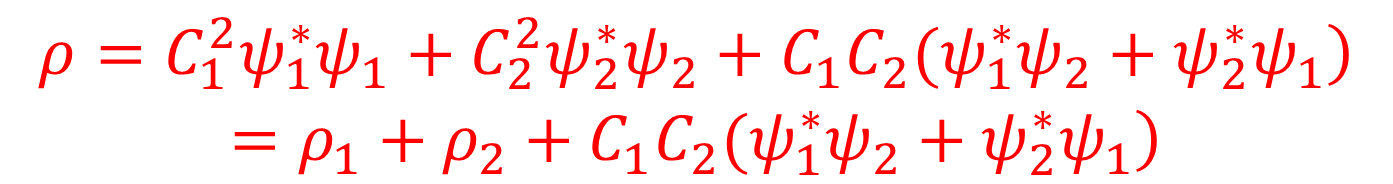 ρ = C₁²ψ₁*ψ₁ + C₂²ψ₂*ψ₂ + C₁C₂(ψ₁*ψ₂ + ψ₂*ψ₁)
= ρ₁ + ρ₂ + C₁C₂(ψ₁*ψ₂ + ψ₂*ψ₁)